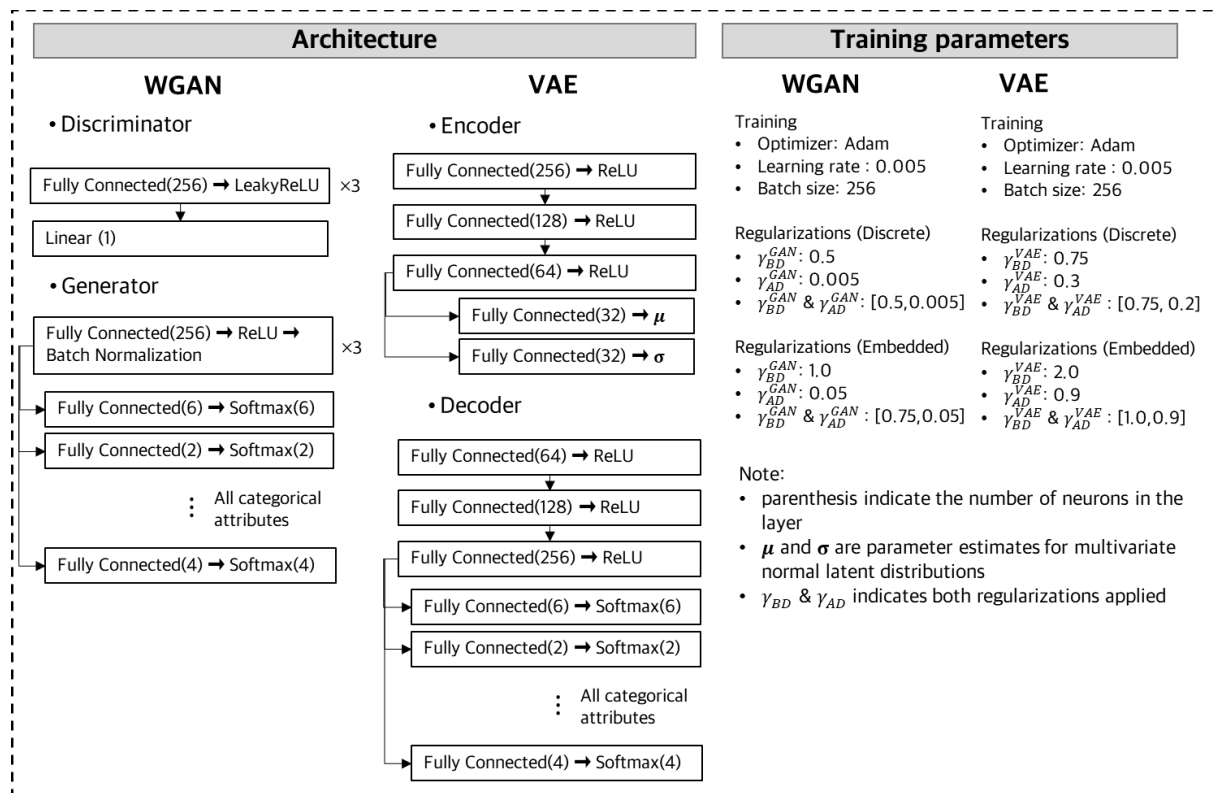 Architecture
WGAN
• Discriminator
Fully Connected(256) ➞ LeakyReLU ×3
Linear (1)
• Generator
Fully Connected(256) ➞ ReLU ➞
Batch Normalization ×3
Fully Connected(6) ➞ Softmax(6)
Fully Connected(2) ➞ Softmax(2)
⋮ All categorical
attributes
Fully Connected(4) ➞ Softmax(4)
VAE
• Encoder
Fully Connected(256) ➞ ReLU
Fully Connected(128) ➞ ReLU
Fully Connected(64) ➞ ReLU
Fully Connected(32) ➞ μ
Fully Connected(32) ➞ σ
• Decoder
Fully Connected(64) ➞ ReLU
Fully Connected(128) ➞ ReLU
Fully Connected(256) ➞ ReLU
Fully Connected(6) ➞ Softmax(6)
Fully Connected(2) ➞ Softmax(2)
⋮ All categorical
attributes
Fully Connected(4) ➞ Softmax(4)
Training parameters
WGAN
Training
• Optimizer: Adam
• Learning rate : 0.005
• Batch size: 256
Regularizations (Discrete)
• γ_BD^GAN: 0.5
• γ_AD^GAN: 0.005
• γ_BD^GAN & γ_AD^GAN: [0.5,0.005]
Regularizations (Embedded)
• γ_BD^GAN: 1.0
• γ_AD^GAN: 0.05
• γ_BD^GAN & γ_AD^GAN: [0.75,0.05]
VAE
Training
• Optimizer: Adam
• Learning rate : 0.005
• Batch size: 256
Regularizations (Discrete)
• γ_BD^VAE: 0.75
• γ_AD^VAE: 0.3
• γ_BD^VAE & γ_AD^VAE: [0.75, 0.2]
Regularizations (Embedded)
• γ_BD^VAE: 2.0
• γ_AD^VAE: 0.9
• γ_BD^VAE & γ_AD^VAE: [1.0,0.9]
Note:
• parenthesis indicate the number of neurons in the
layer
• μ and σ are parameter estimates for multivariate
normal latent distributions
• γ_BD & γ_AD indicates both regularizations applied